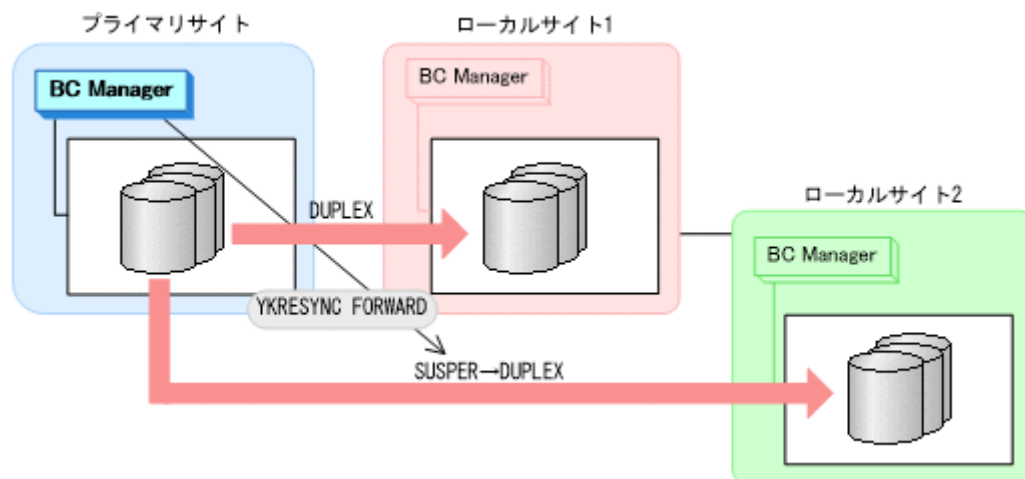 プライマリサイト
ローカルサイト1
BC Manager
BC Manager
DUPLEX
ローカルサイト2
BC Manager
YKRESYNC FORWARD
SUSPER→DUPLEX